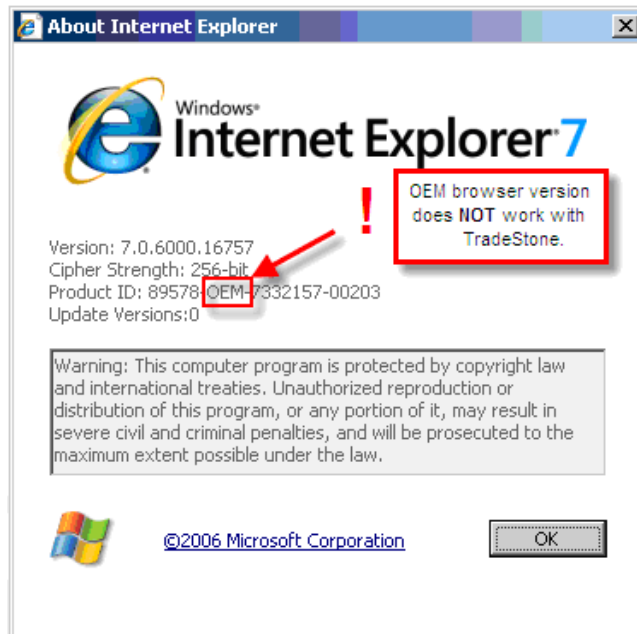 About Internet Explorer
Windows®
Internet Explorer 7
!
OEM browser version
does NOT work with
TradeStone.
Version: 7.0.6000.16757
Cipher Strength: 256-bit
Product ID: 89578-OEM-7332157-00203
Update Versions:0
Warning: This computer program is protected by copyright law
and international treaties. Unauthorized reproduction or
distribution of this program, or any portion of it, may result in
severe civil and criminal penalties, and will be prosecuted to the
maximum extent possible under the law.
©2006 Microsoft Corporation
OK